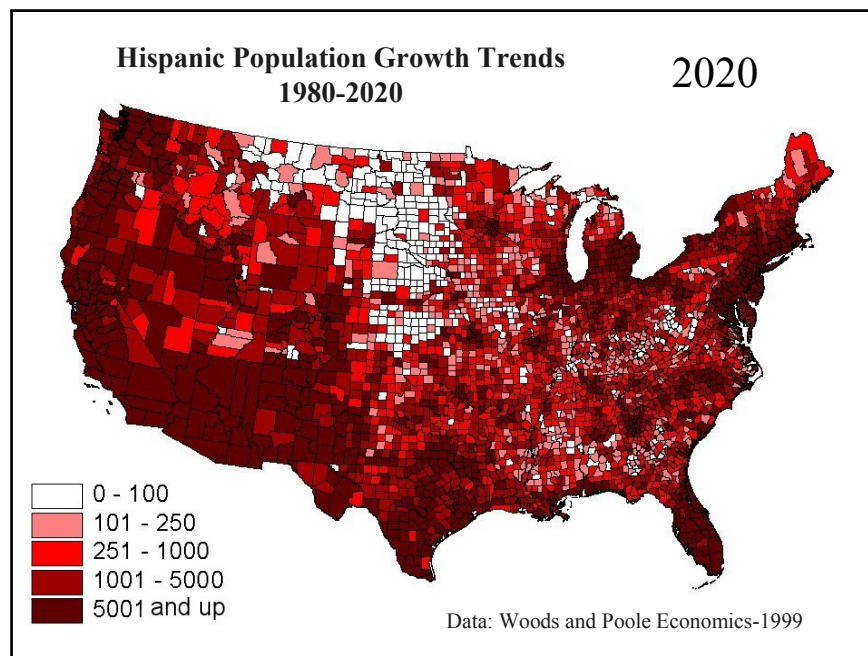 Hispanic Population Growth Trends
1980-2020
2020
0 - 100
101 - 250
251 - 1000
1001 - 5000
5001 and up
Data: Woods and Poole Economics-1999